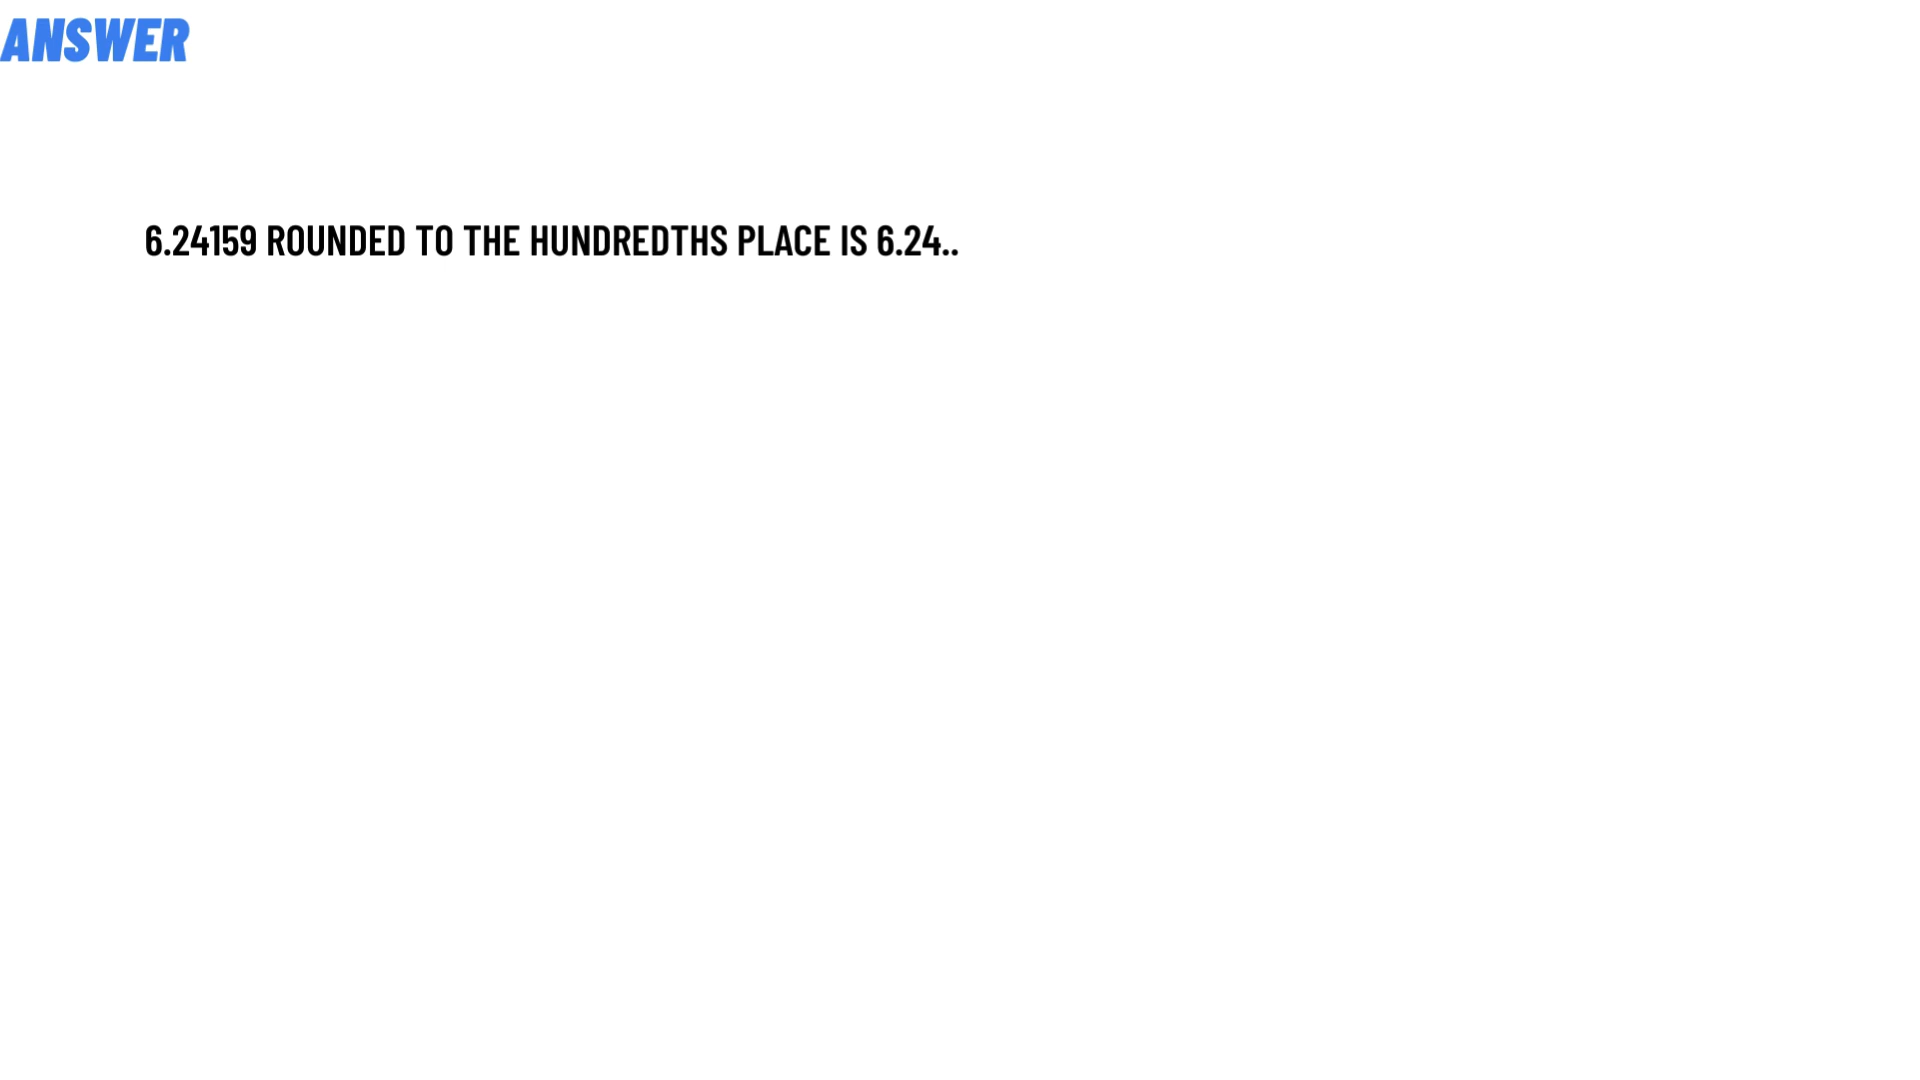 ANSWER
6.24159 ROUNDED TO THE HUNDREDTHS PLACE IS 6.24..